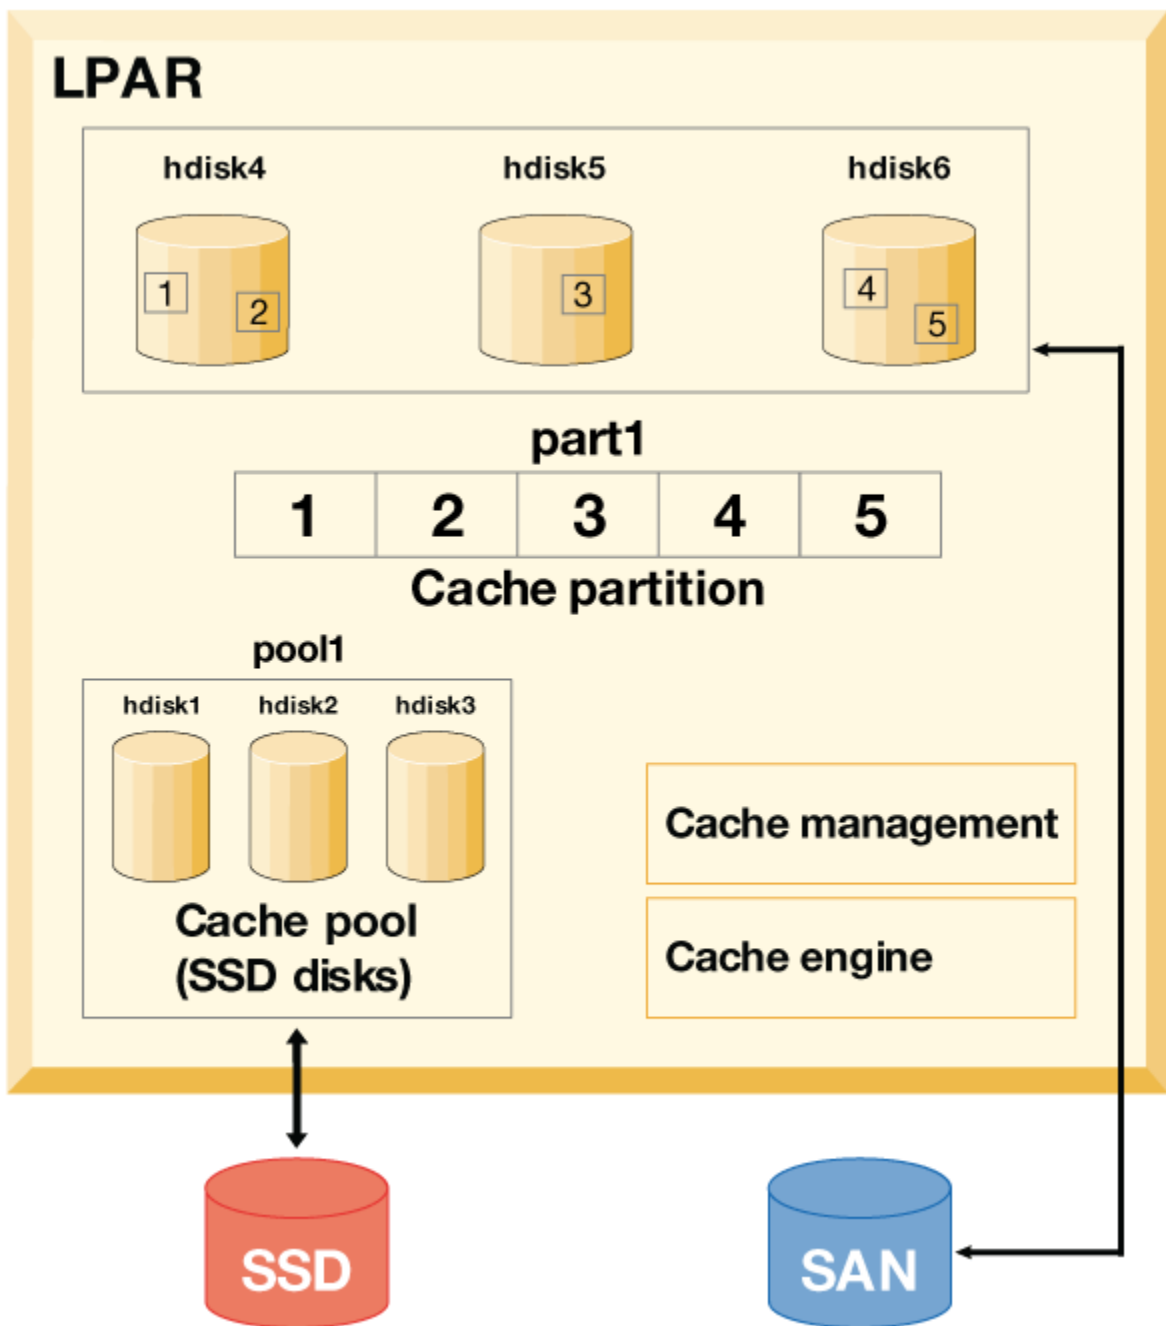 LPAR
hdisk4 hdisk5 hdisk6
1 2 3 4 5
part1
1 2 3 4 5
Cache partition
pool1
hdisk1 hdisk2 hdisk3
Cache pool
(SSD disks)
Cache management
Cache engine
SSD
SAN